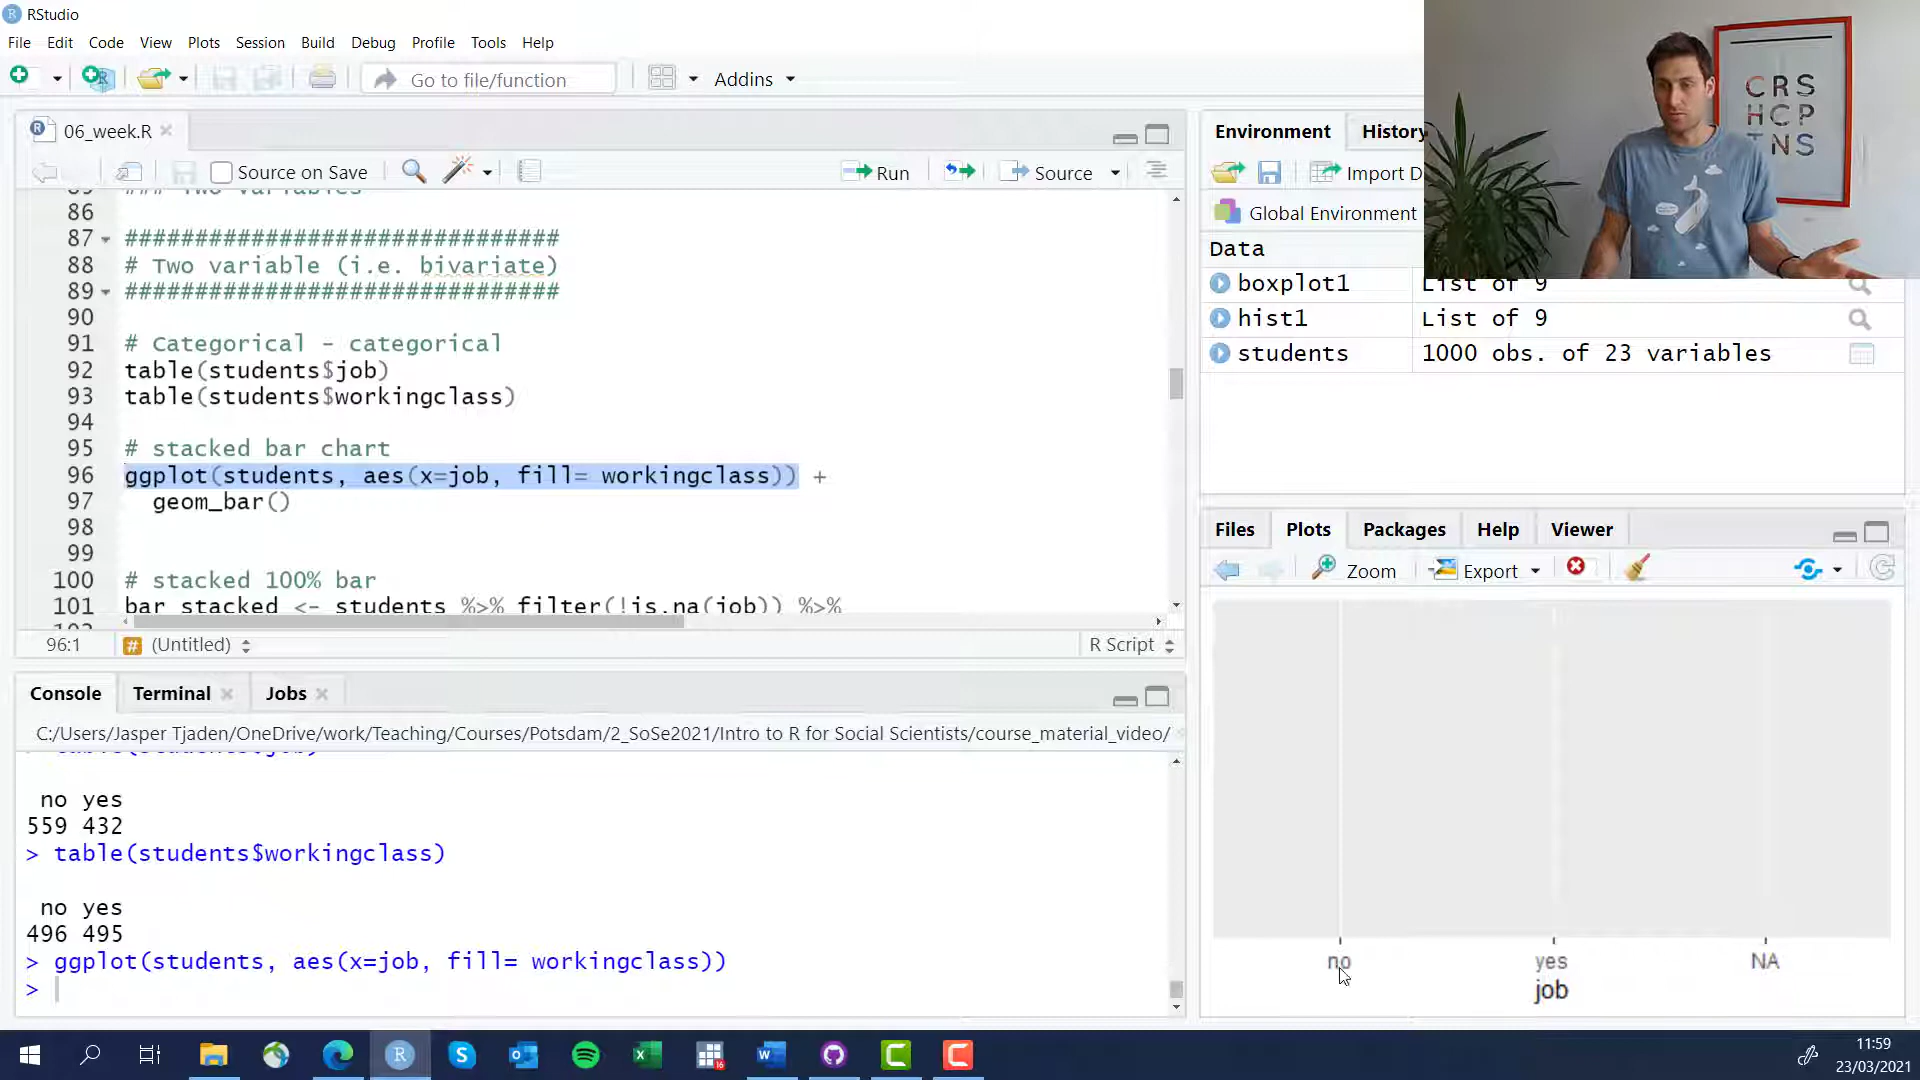 RStudio
File Edit Code View Plots Session Build Debug Profile Tools Help
Go to file/function Addins
06_week.R
Source on Save Run Source
86
87 ###############################
88 # Two variable (i.e. bivariate)
89 ###############################
90
91 # Categorical - categorical
92 table(students$job)
93 table(students$workingclass)
94
95 # stacked bar chart
96 ggplot(students, aes(x=job, fill= workingclass)) +
97 geom_bar()
98
99
100 # stacked 100% bar
101 bar_stacked <- students %>% filter(!is.na(job)) %>%
96:1 (Untitled) R Script
Console Terminal Jobs
C:/Users/Jasper Tjaden/OneDrive/work/Teaching/Courses/Potsdam/2_SoSe2021/Intro to R for Social Scientists/course_material_video/
no yes
559 432
> table(students$workingclass)
no yes
496 495
> ggplot(students, aes(x=job, fill= workingclass))
>
Environment History
Import D
Global Environment
Data
boxplot1 List of 9
hist1 List of 9
students 1000 obs. of 23 variables
Files Plots Packages Help Viewer
Zoom Export
no yes NA
job
CRS
HCP
TNS
11:59
23/03/2021